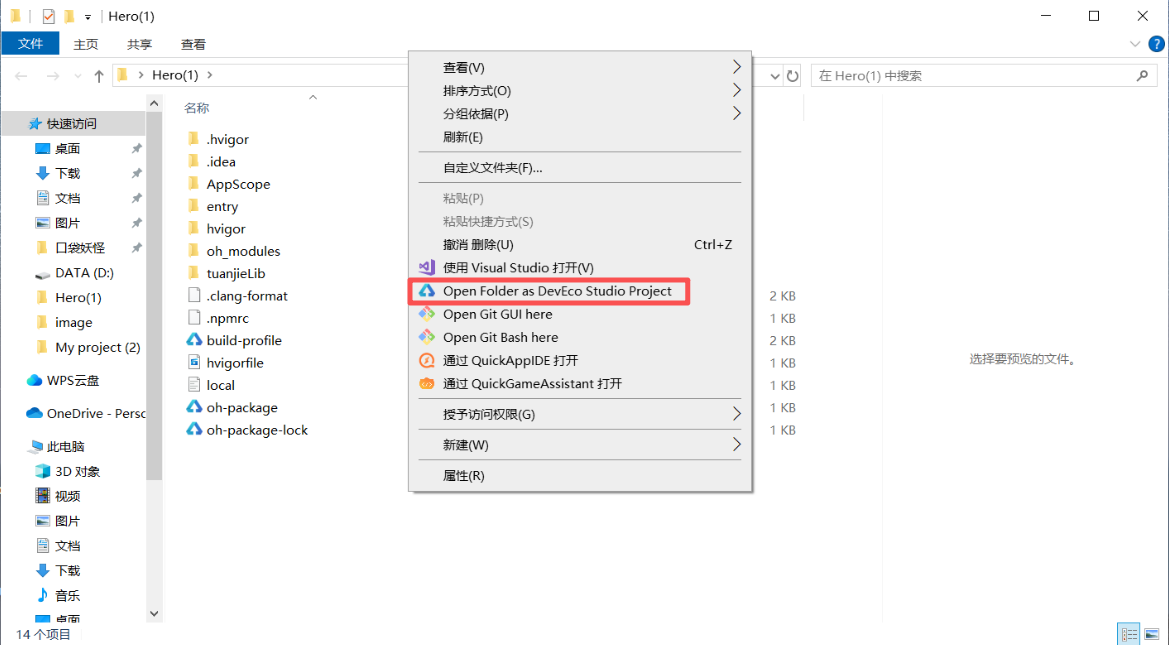 Hero(1)
文件 主页 共享 查看
Hero(1)
在 Hero(1) 中搜索
快速访问
桌面
下载
文档
图片
口袋妖怪
DATA (D:)
Hero(1)
image
My project (2)
WPS云盘
OneDrive - Perso
此电脑
3D 对象
视频
图片
文档
下载
音乐
桌面
名称
.hvigor
.idea
AppScope
entry
hvigor
oh_modules
tuanjieLib
.clang-format 2 KB
.npmrc 1 KB
build-profile 2 KB
hvigorfile 1 KB
local 1 KB
oh-package 1 KB
oh-package-lock 1 KB
查看(V)
排序方式(O)
分组依据(P)
刷新(E)
自定义文件夹(F)...
粘贴(P)
粘贴快捷方式(S)
撤消 删除(U) Ctrl+Z
使用 Visual Studio 打开(V)
Open Folder as DevEco Studio Project
Open Git GUI here
Open Git Bash here
通过 QuickAppIDE 打开
通过 QuickGameAssistant 打开
授予访问权限(G)
新建(W)
属性(R)
选择要预览的文件。
14 个项目